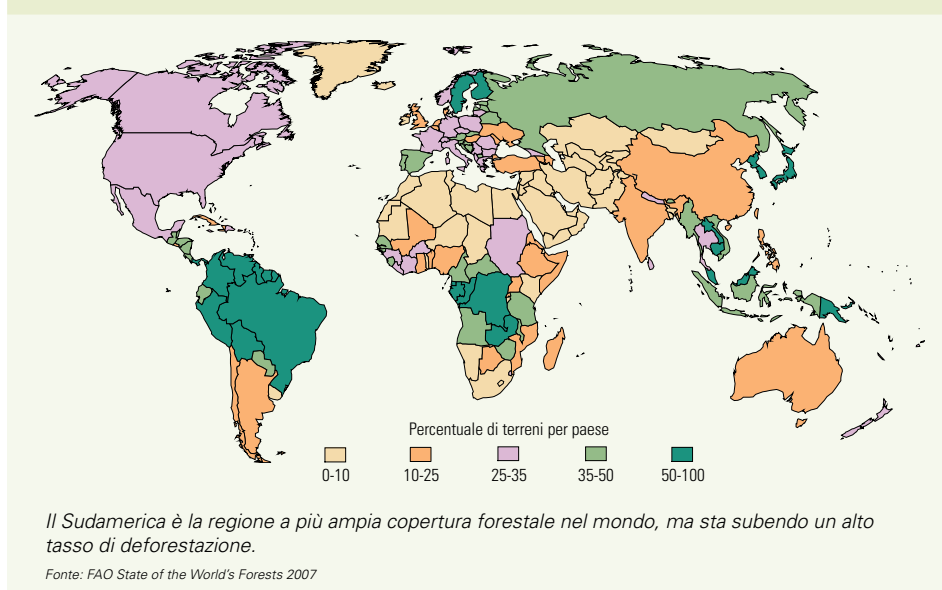 Percentuale di terreni per paese
0-10 10-25 25-35 35-50 50-100
Il Sudamerica è la regione a più ampia copertura forestale nel mondo, ma sta subendo un alto
tasso di deforestazione.
Fonte: FAO State of the World's Forests 2007